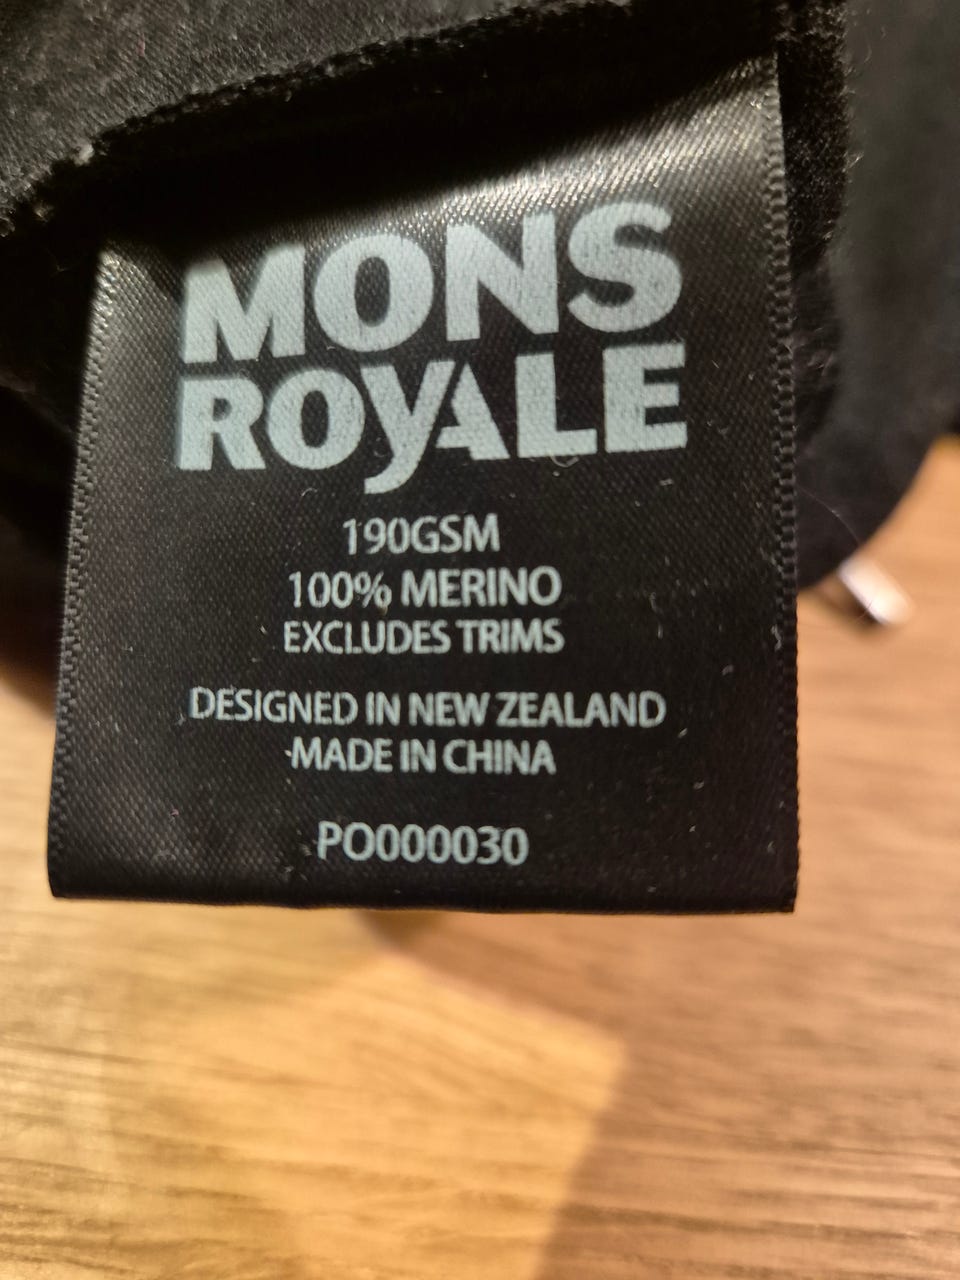 MONS
ROyALE
190GSM
100% MERINO
EXCLUDES TRIMS
DESIGNED IN NEW ZEALAND
MADE IN CHINA
PO000030